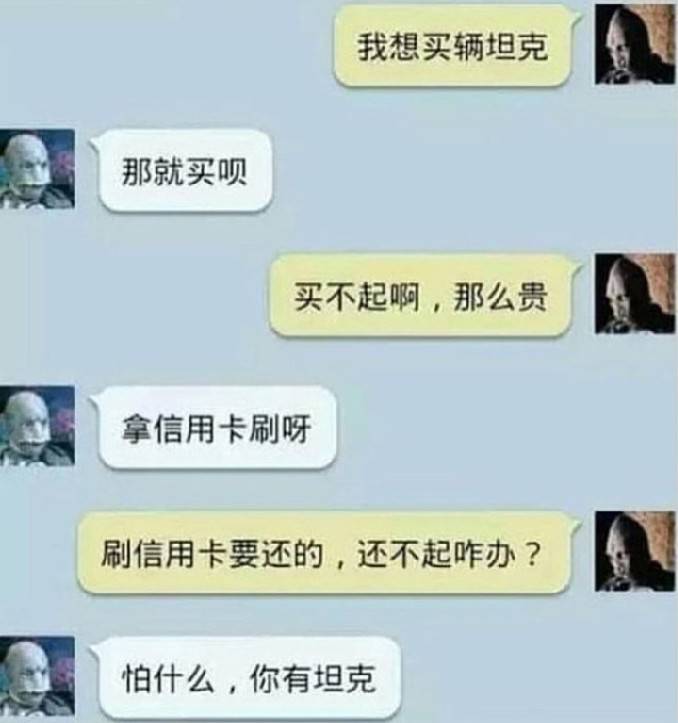 我想买辆坦克
那就买呗
买不起啊，那么贵
拿信用卡刷呀
刷信用卡要还的，还不起咋办？
怕什么，你有坦克